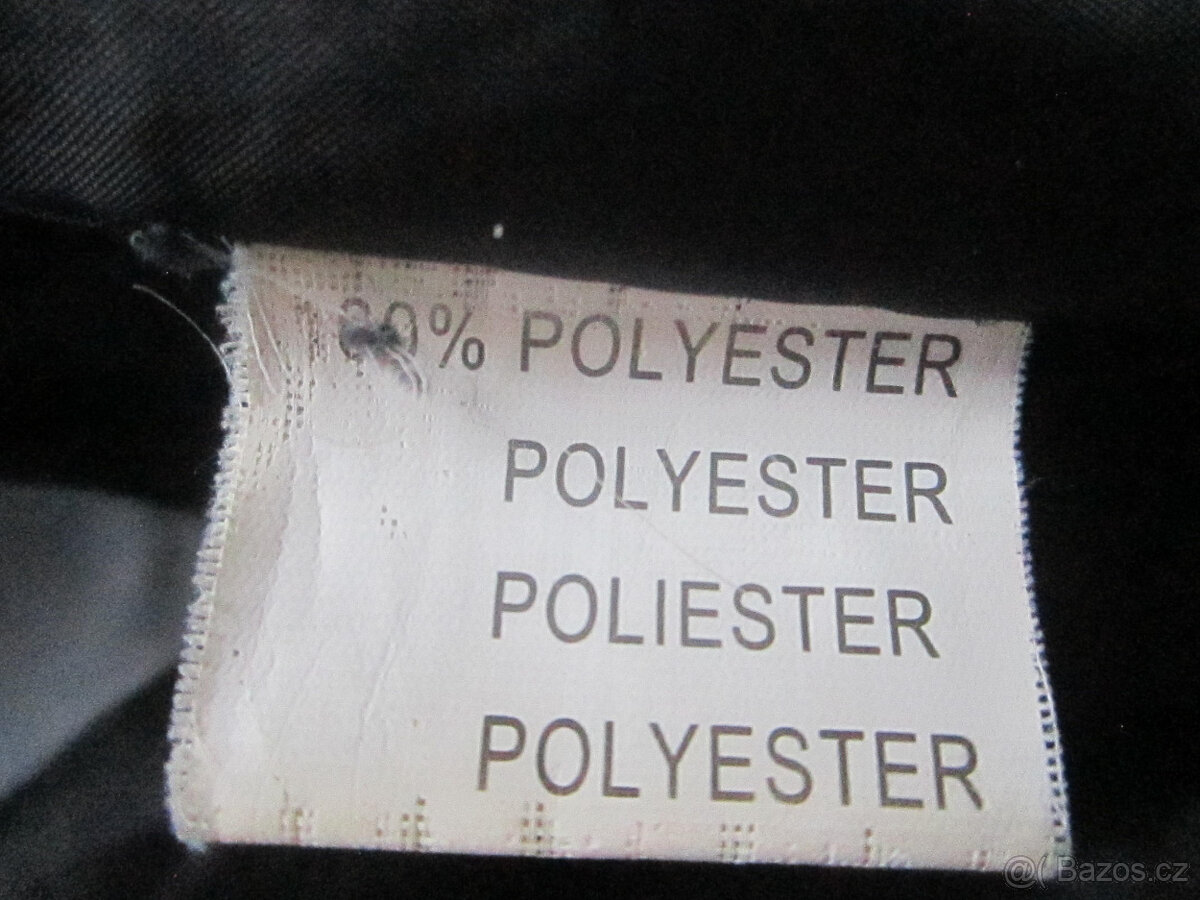 % POLYESTER
POLYESTER
POLIESTER
POLYESTER
@( Bazos.cz